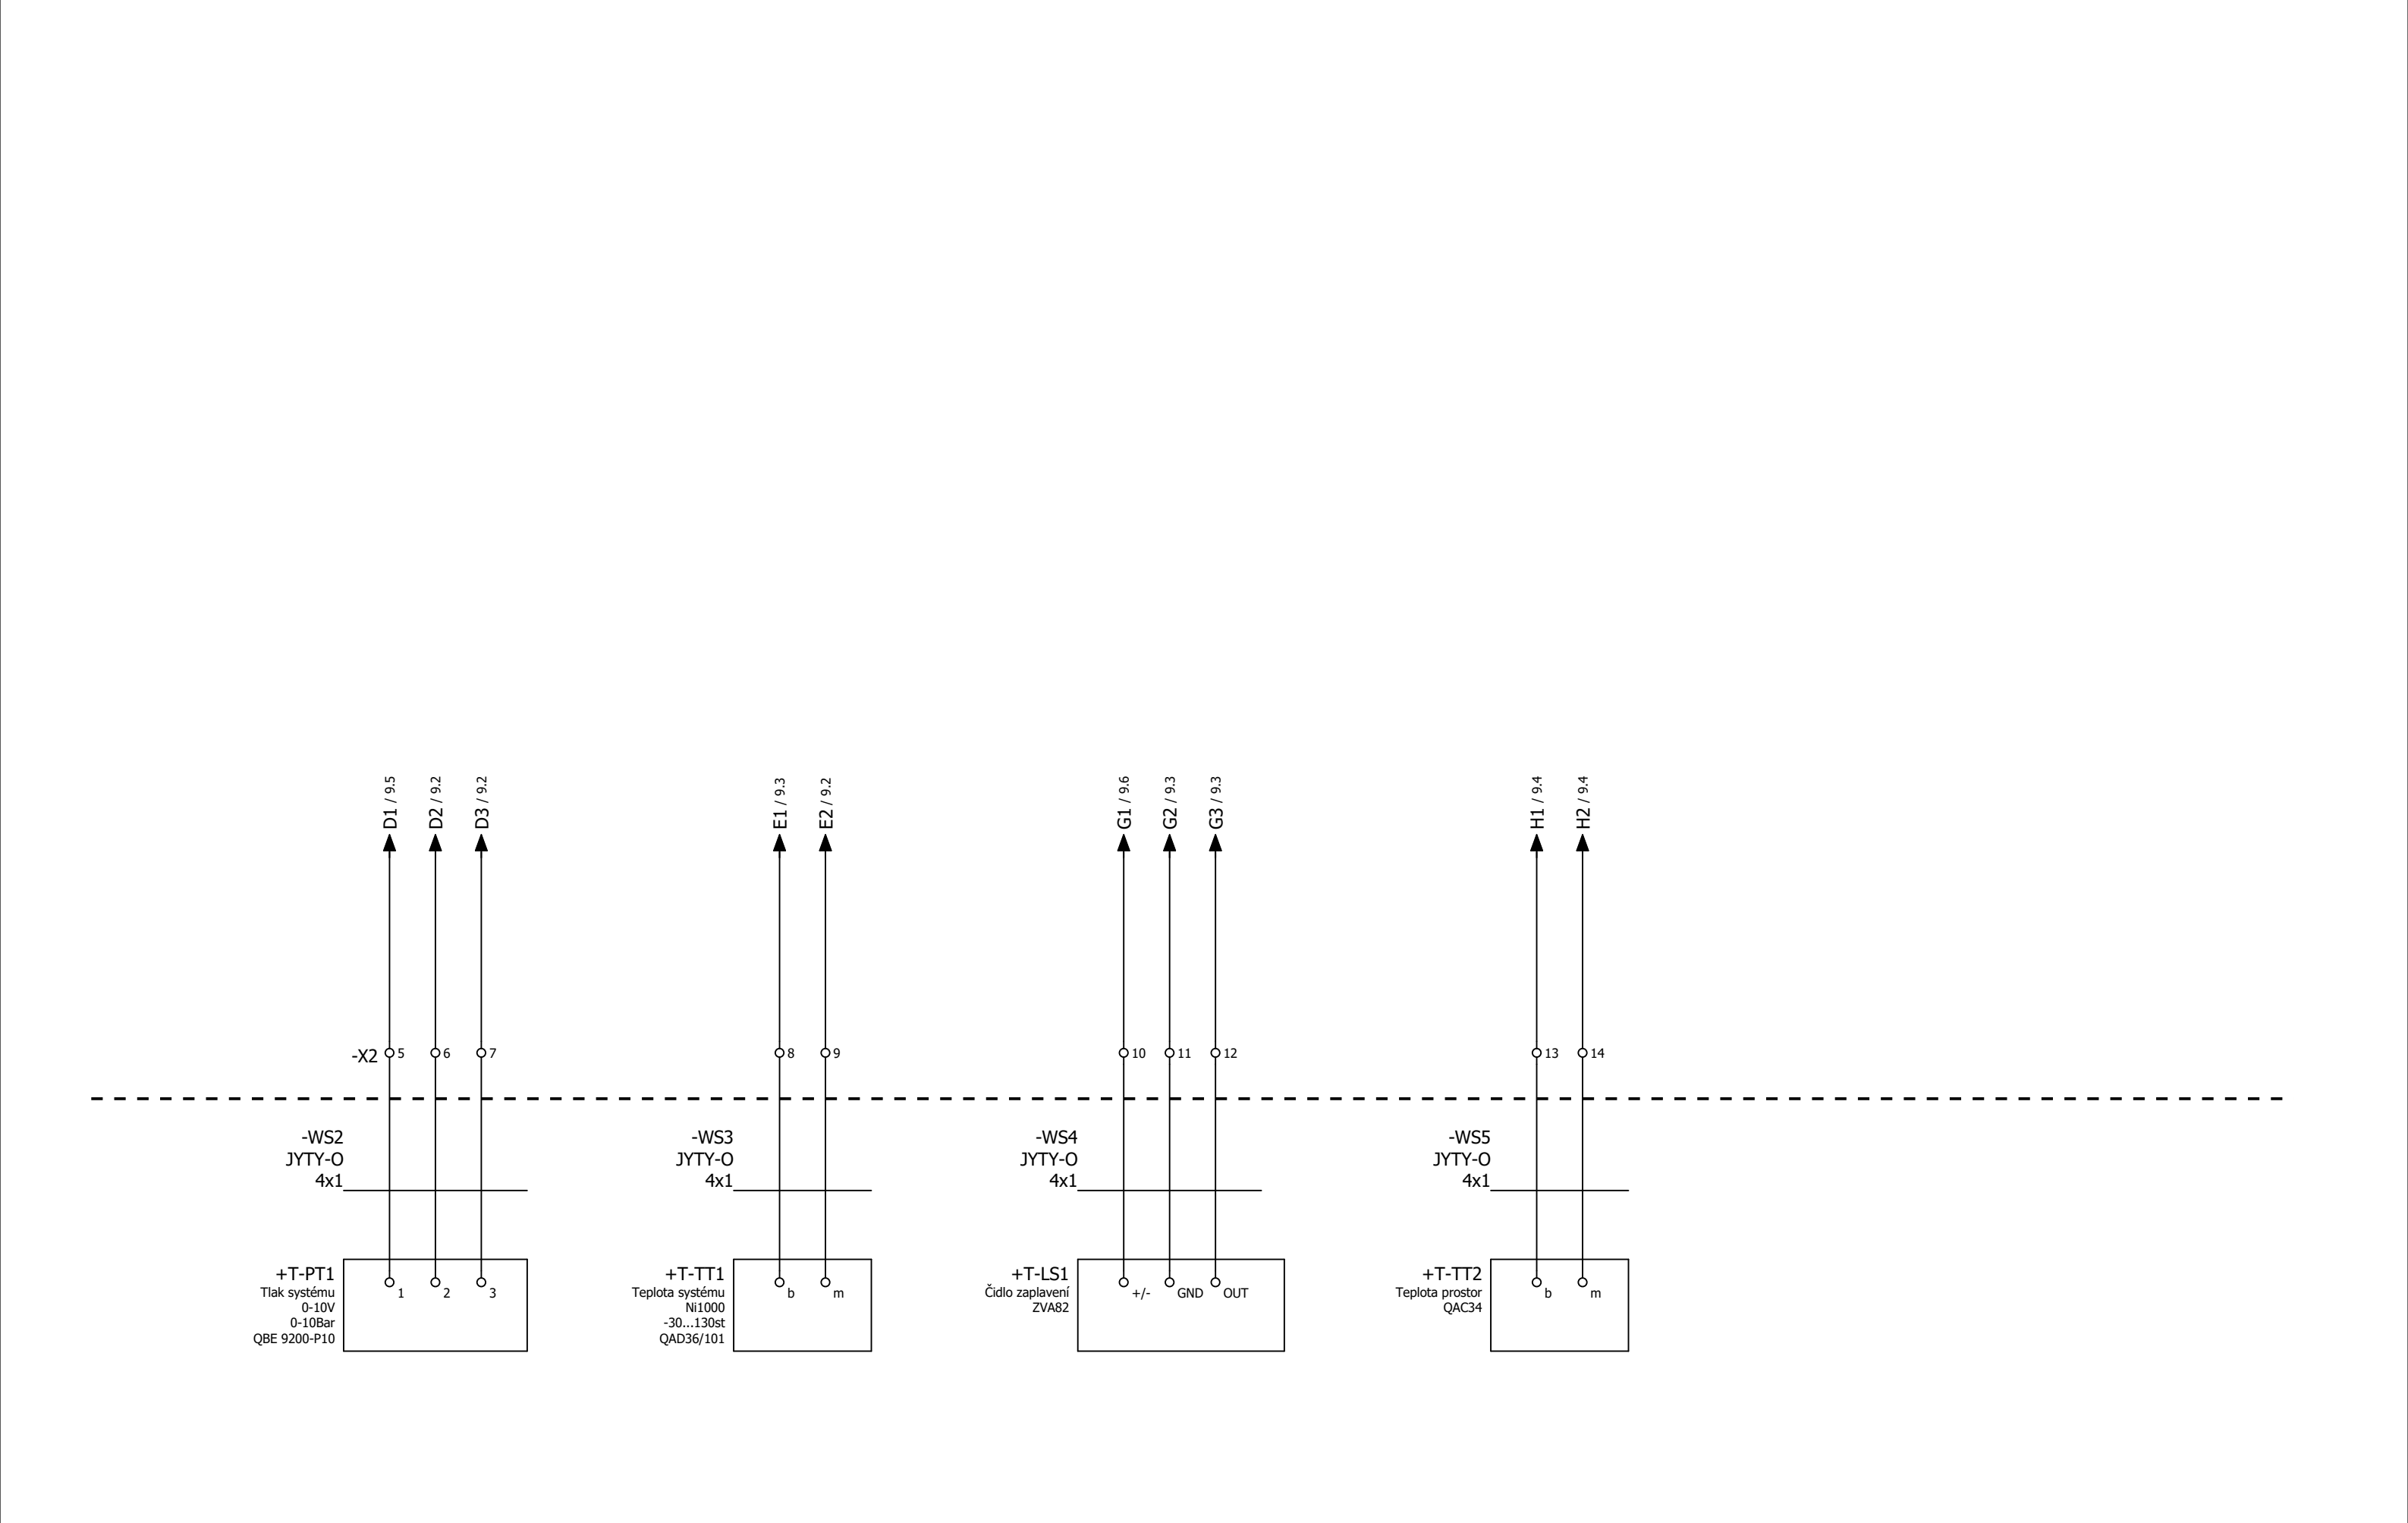 D1 / 9.5
D2 / 9.2
D3 / 9.2
E1 / 9.3
E2 / 9.2
G1 / 9.6
G2 / 9.3
G3 / 9.3
H1 / 9.4
H2 / 9.4
-X2 5 6 7 8 9 10 11 12 13 14
-WS2
JYTY-O
4x1
-WS3
JYTY-O
4x1
-WS4
JYTY-O
4x1
-WS5
JYTY-O
4x1
+T-PT1
Tlak systému
0-10V
0-10Bar
QBE 9200-P10
1 2 3
+T-TT1
Teplota systému
Ni1000
-30...130st
QAD36/101
b m
+T-LS1
Čidlo zaplavení
ZVA82
+/- GND OUT
+T-TT2
Teplota prostor
QAC34
b m